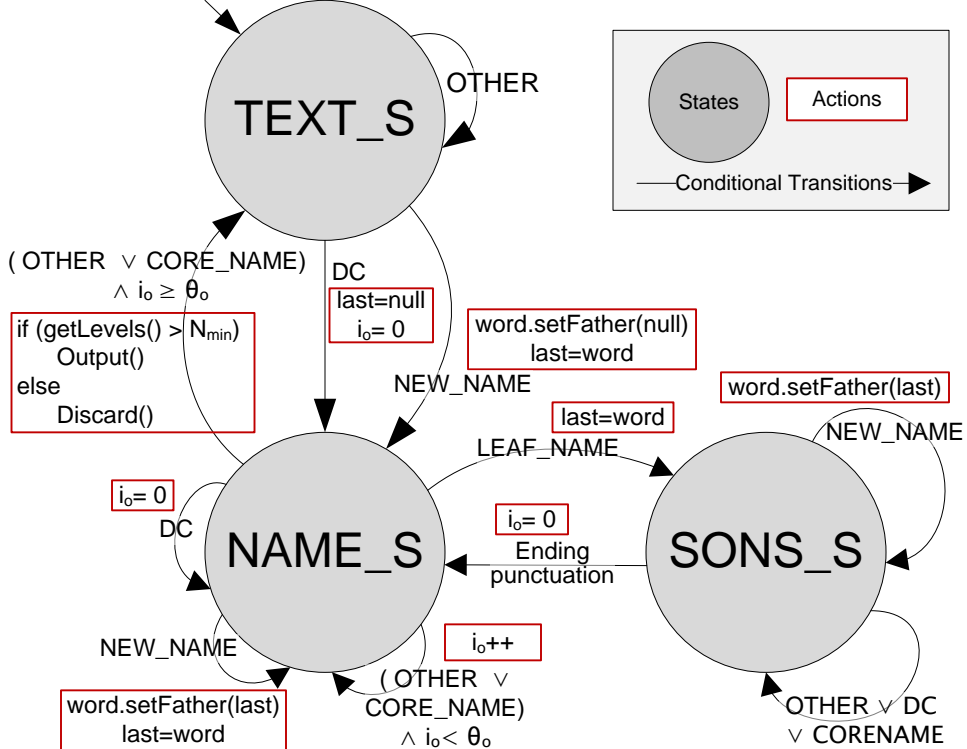 OTHER
TEXT_S
States
Actions
Conditional Transitions
( OTHER ∨ CORE_NAME)
∧ iₒ ≥ θₒ
if (getLevels() > Nₘᵢₙ)
Output()
else
Discard()
DC
last=null
iₒ= 0
word.setFather(null)
last=word
NEW_NAME
last=word
LEAF_NAME
word.setFather(last)
NEW_NAME
iₒ= 0
DC
NAME_S
iₒ= 0
Ending
punctuation
SONS_S
NEW_NAME
word.setFather(last)
last=word
iₒ++
( OTHER ∨
CORE_NAME)
∧ iₒ< θₒ
OTHER ∨ DC
∨ CORENAME